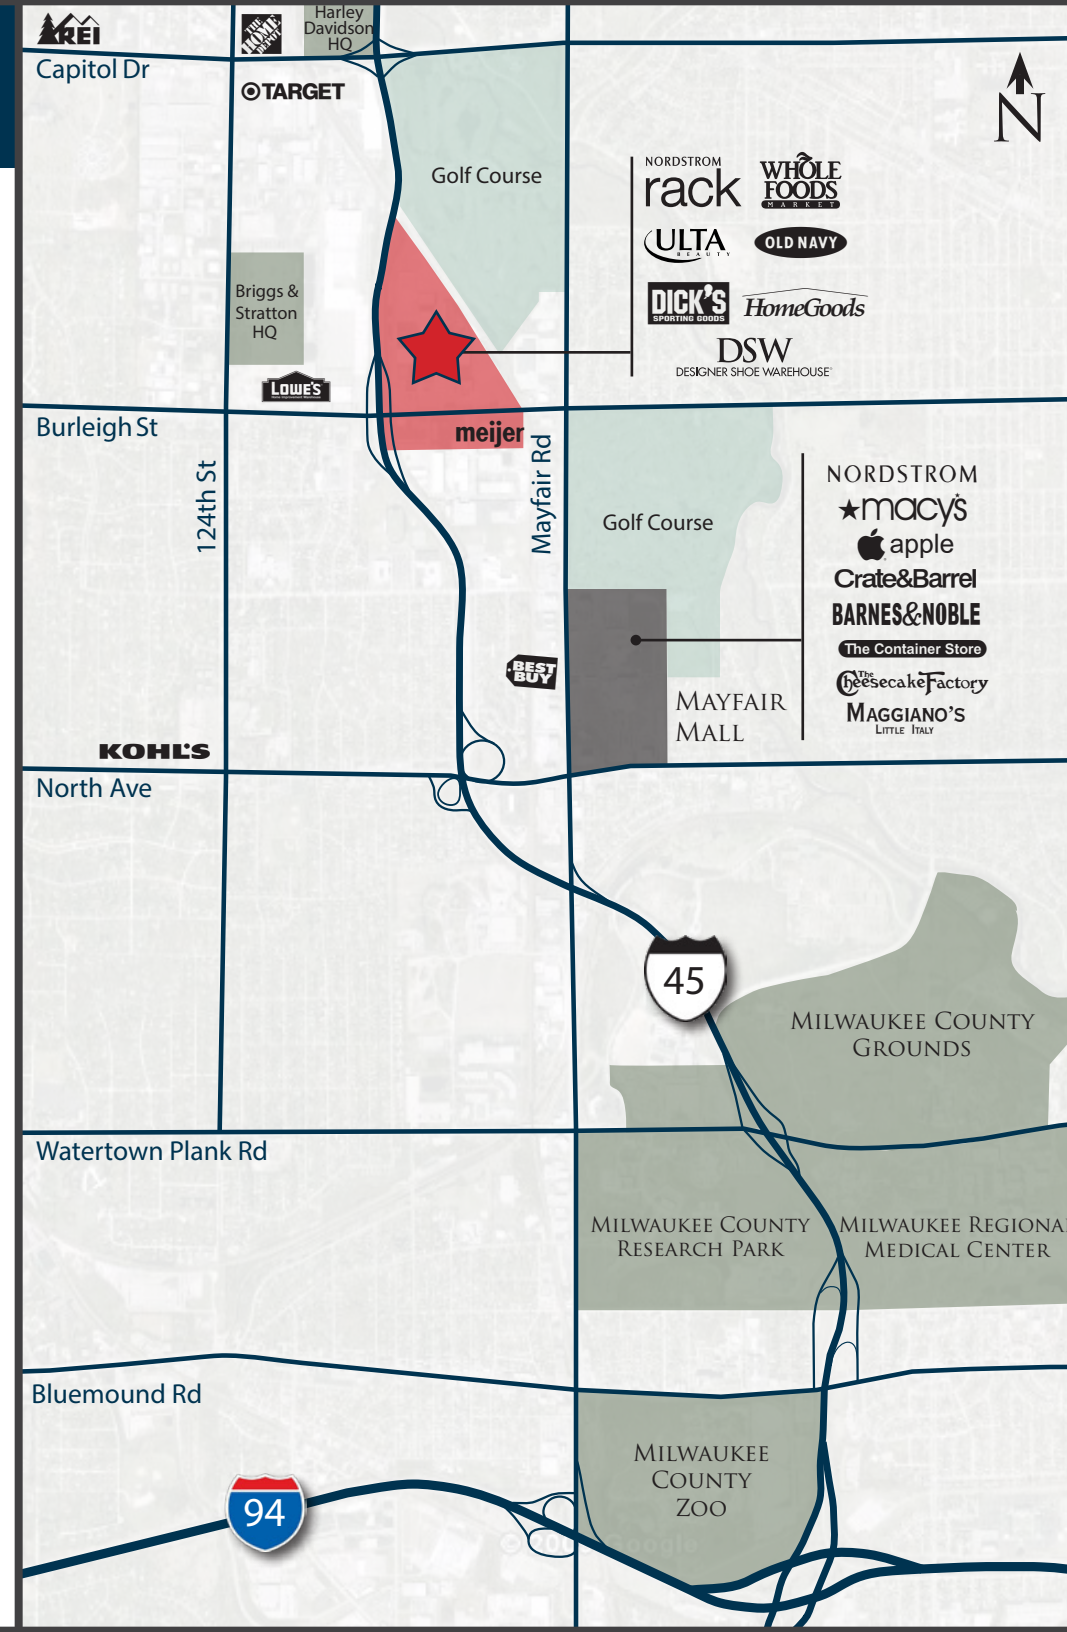 REI
THE HOME DEPOT
Harley
Davidson
HQ
Capitol Dr
TARGET
N
Golf Course
NORDSTROM
rack
WHOLE
FOODS
MARKET
ULTA
BEAUTY
OLD NAVY
DICK'S
SPORTING GOODS
HomeGoods
DSW
DESIGNER SHOE WAREHOUSE
Briggs &
Stratton
HQ
LOWE'S
Burleigh St
meijer
124th St
Mayfair Rd
Golf Course
NORDSTROM
macy's
apple
Crate&Barrel
BARNES&NOBLE
The Container Store
The Cheesecake Factory
MAGGIANO'S
LITTLE ITALY
BEST
BUY
MAYFAIR
MALL
KOHL'S
North Ave
45
MILWAUKEE COUNTY
GROUNDS
Watertown Plank Rd
MILWAUKEE COUNTY
RESEARCH PARK
MILWAUKEE REGIONA
MEDICAL CENTER
Bluemound Rd
MILWAUKEE
COUNTY
ZOO
94
Google